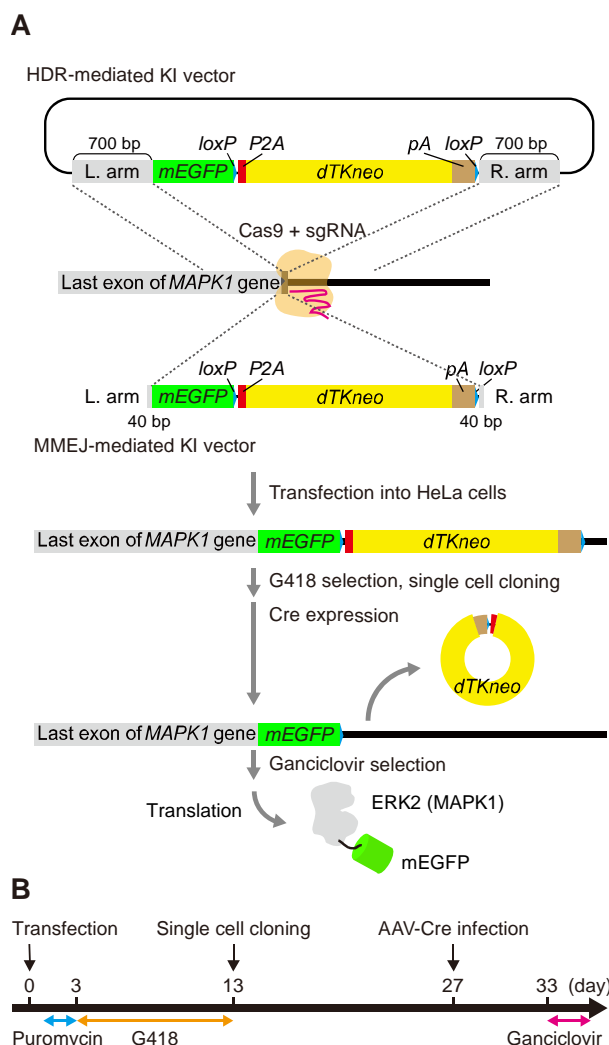 A
HDR-mediated KI vector
700 bp loxP P2A pA loxP 700 bp
L. arm mEGFP dTKneo R. arm
Cas9 + sgRNA
Last exon of MAPK1 gene
loxP P2A pA loxP
L. arm mEGFP dTKneo R. arm
40 bp 40 bp
MMEJ-mediated KI vector
Transfection into HeLa cells
Last exon of MAPK1 gene mEGFP dTKneo
G418 selection, single cell cloning
Cre expression
dTKneo
Last exon of MAPK1 gene mEGFP
Ganciclovir selection
Translation
ERK2 (MAPK1)
mEGFP
B
Transfection Single cell cloning AAV-Cre infection
0 3 13 27 33 (day)
Puromycin G418 Ganciclovir